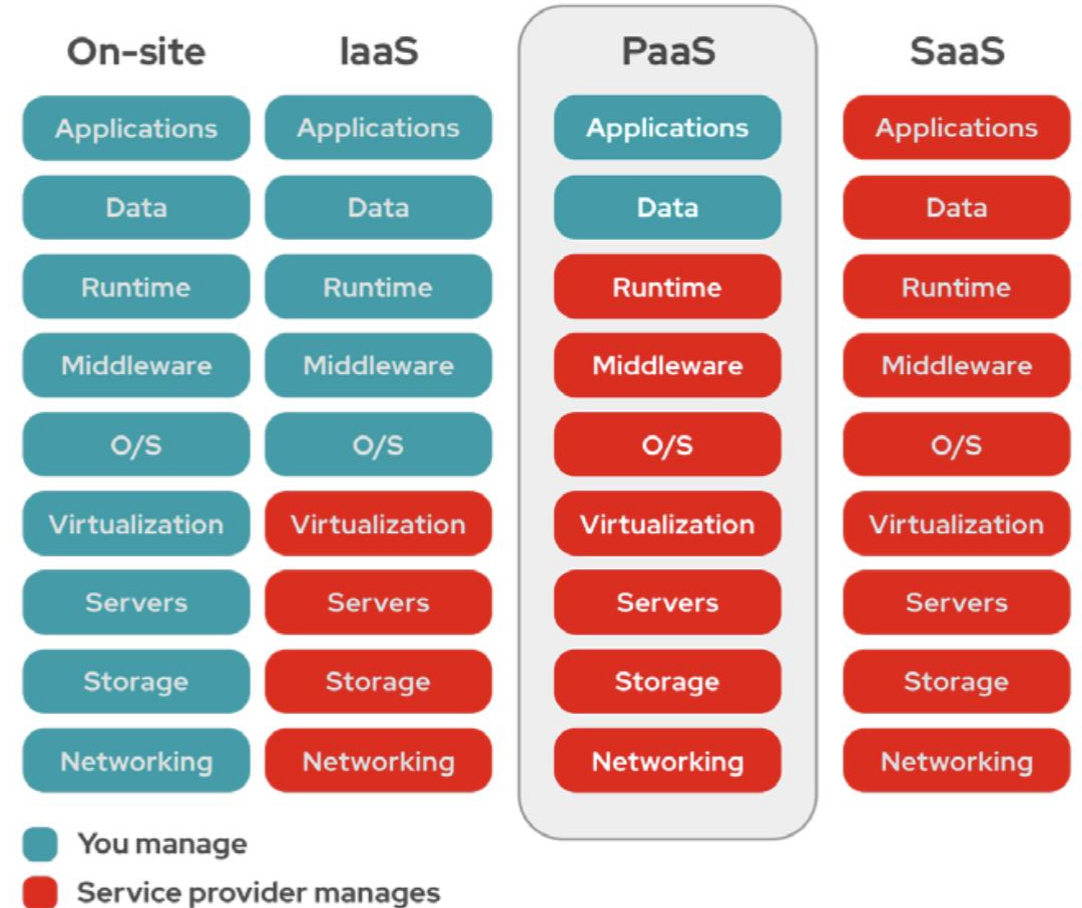 On-site IaaS PaaS SaaS
Applications Applications Applications Applications
Data Data Data Data
Runtime Runtime Runtime Runtime
Middleware Middleware Middleware Middleware
O/S O/S O/S O/S
Virtualization Virtualization Virtualization Virtualization
Servers Servers Servers Servers
Storage Storage Storage Storage
Networking Networking Networking Networking
You manage
Service provider manages